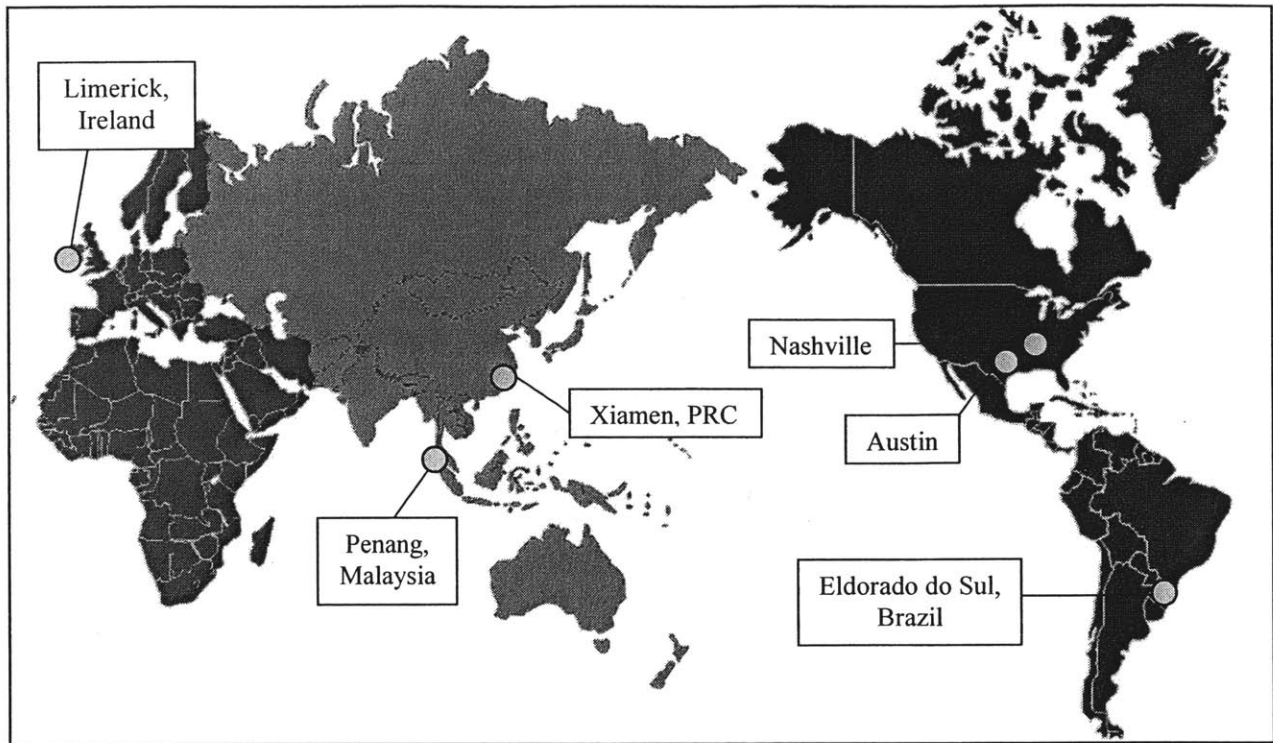 Limerick,
Ireland
Nashville
Xiamen, PRC
Austin
Penang,
Malaysia
Eldorado do Sul,
Brazil